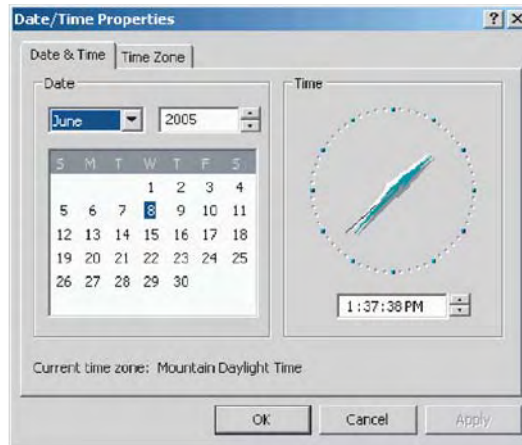 Date/Time Properties
Date & Time
Time Zone
Date
Time
June
2005
S M T W T F S
1 2 3 4
5 6 7 8 9 10 11
12 13 14 15 16 17 18
19 20 21 22 23 24 25
26 27 28 29 30
1:37:38 PM
Current time zone: Mountain Daylight Time
OK
Cancel
Apply